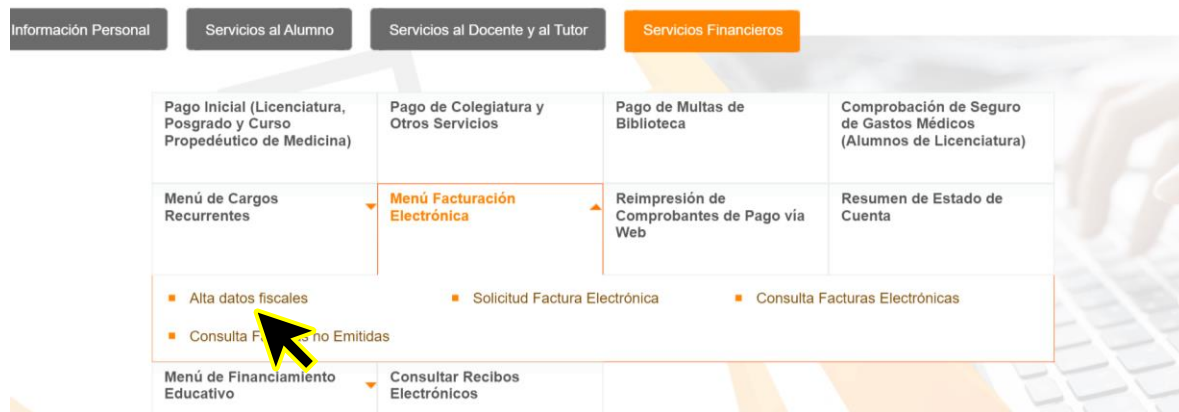 Información Personal
Servicios al Alumno
Servicios al Docente y al Tutor
Servicios Financieros
Pago Inicial (Licenciatura,
Posgrado y Curso
Propedéutico de Medicina)
Pago de Colegiatura y
Otros Servicios
Pago de Multas de
Biblioteca
Comprobación de Seguro
de Gastos Médicos
(Alumnos de Licenciatura)
Menú de Cargos
Recurrentes
Menú Facturación
Electrónica
Reimpresión de
Comprobantes de Pago vía
Web
Resumen de Estado de
Cuenta
Alta datos fiscales
Solicitud Factura Electrónica
Consulta Facturas Electrónicas
Consulta no Emitidas
Menú de Financiamiento
Educativo
Consultar Recibos
Electrónicos